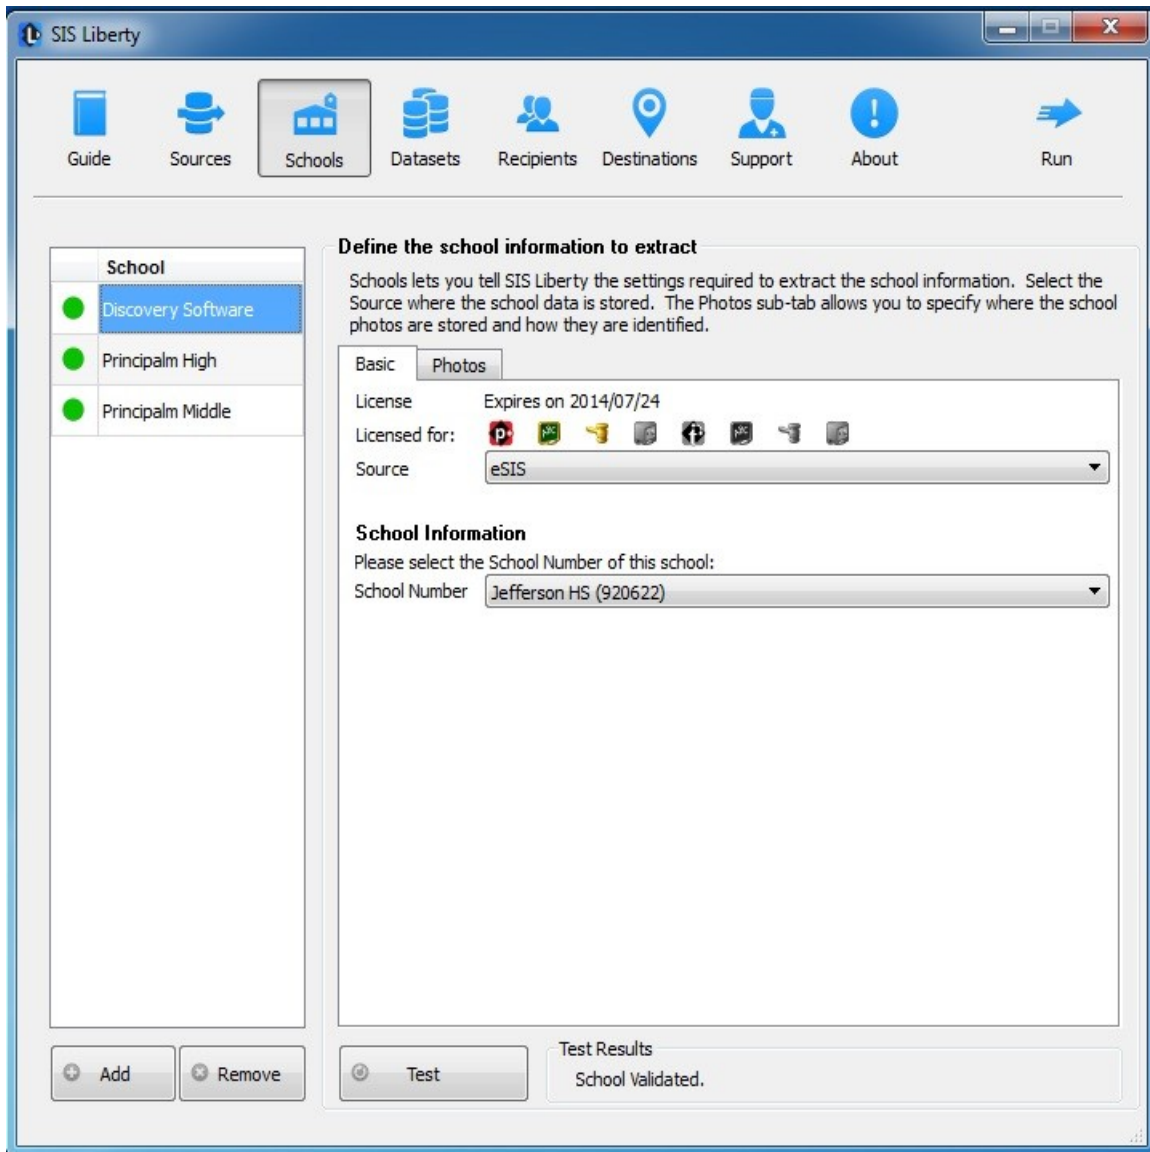 SIS Liberty
Guide
Sources
Schools
Datasets
Recipients
Destinations
Support
About
Run
School
Discovery Software
Principalm High
Principalm Middle
Add
Remove
Define the school information to extract
Schools lets you tell SIS Liberty the settings required to extract the school information. Select the
Source where the school data is stored. The Photos sub-tab allows you to specify where the school
photos are stored and how they are identified.
Basic
Photos
License Expires on 2014/07/24
Licensed for:
Source eSIS
School Information
Please select the School Number of this school:
School Number Jefferson HS (920622)
Test
Test Results
School Validated.